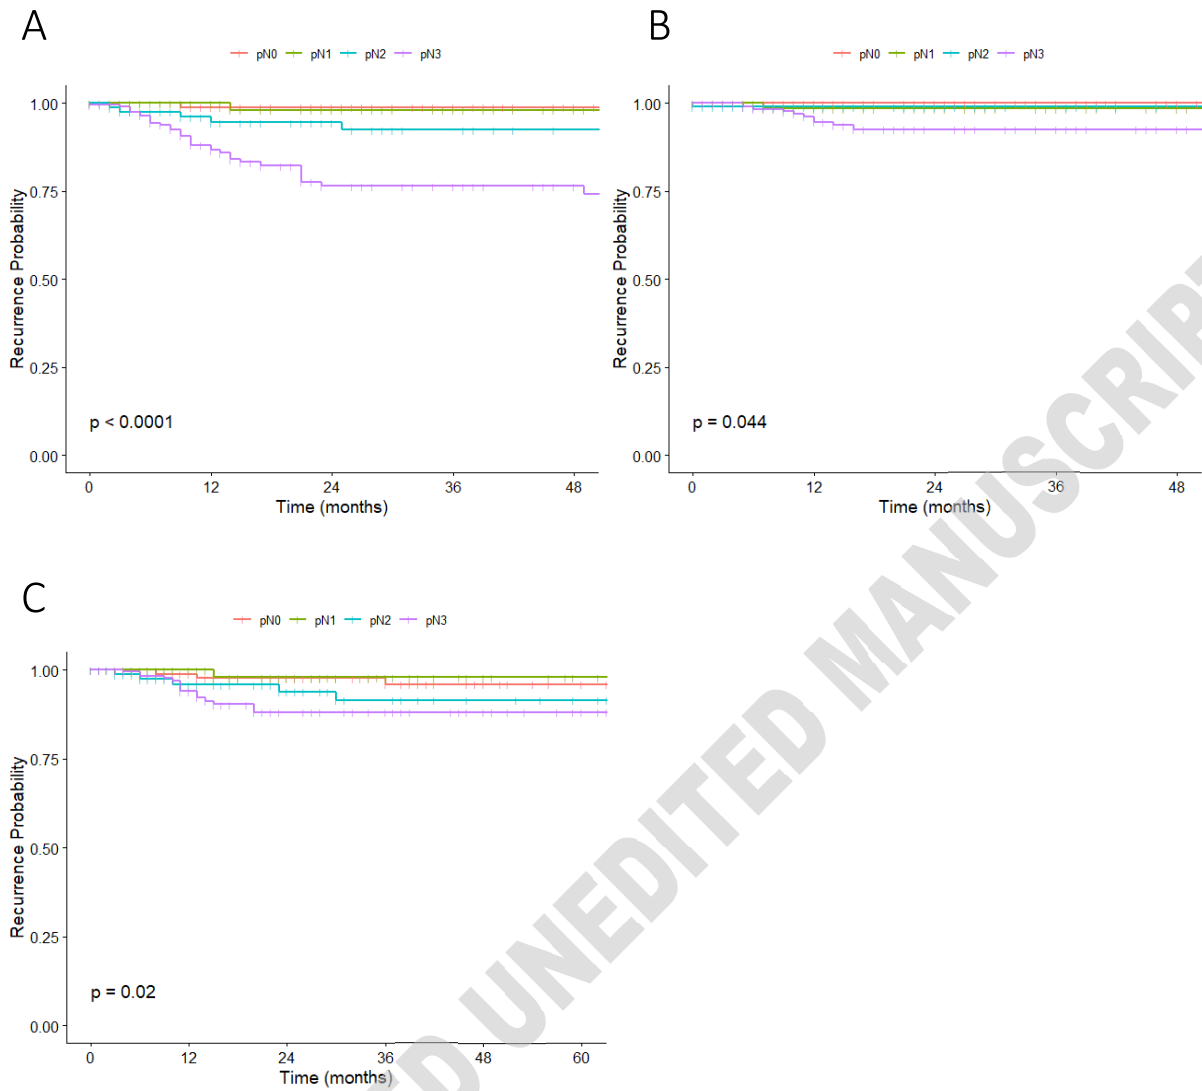 A
pN0 pN1 pN2 pN3
Recurrence Probability
1.00
0.75
0.50
0.25
0.00
p < 0.0001
0 12 24 36 48
Time (months)
B
pN0 pN1 pN2 pN3
Recurrence Probability
1.00
0.75
0.50
0.25
0.00
p = 0.044
0 12 24 36 48
Time (months)
C
pN0 pN1 pN2 pN3
Recurrence Probability
1.00
0.75
0.50
0.25
0.00
p = 0.02
0 12 24 36 48 60
Time (months)
UNEDITED MANUSCRIPT